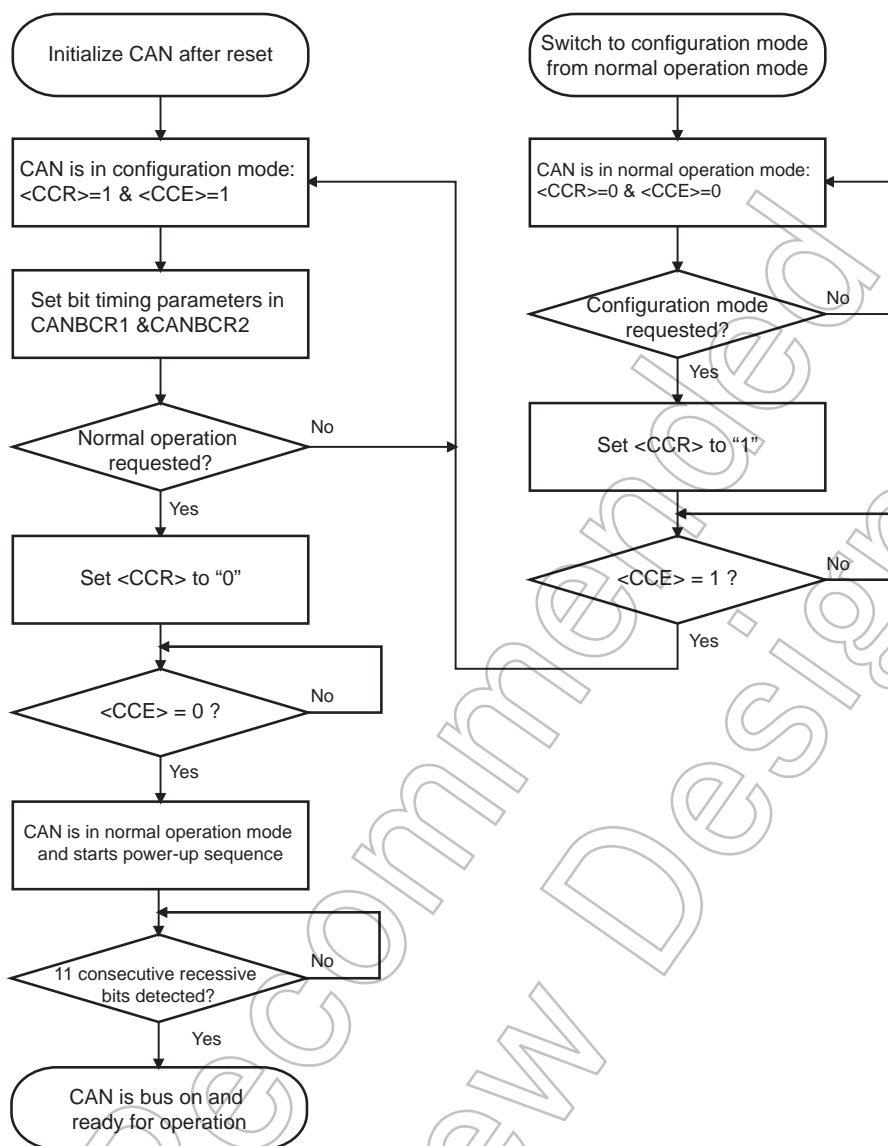 Initialize CAN after reset
CAN is in configuration mode:
<CCR>=1 & <CCE>=1
Set bit timing parameters in
CANBCR1 &CANBCR2
Normal operation
requested?
No
Yes
Set <CCR> to “0”
<CCE> = 0 ?
No
Yes
CAN is in normal operation mode
and starts power-up sequence
11 consecutive recessive
bits detected?
No
Yes
CAN is bus on and
ready for operation
Switch to configuration mode
from normal operation mode
CAN is in normal operation mode:
<CCR>=0 & <CCE>=0
Configuration mode
requested?
No
Yes
Set <CCR> to “1”
<CCE> = 1 ?
No
Yes
Recommended
ew Design